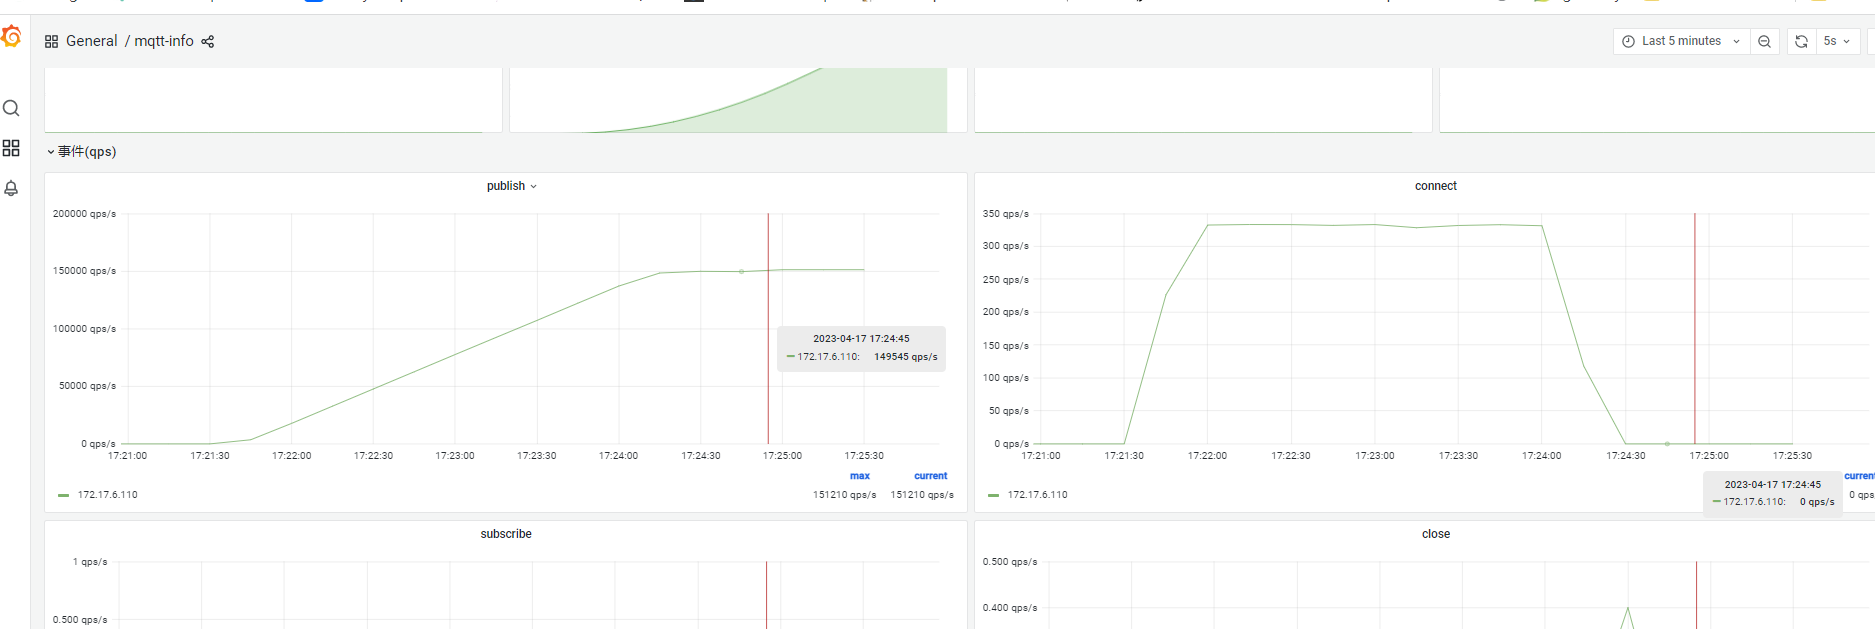 General / mqtt-info
Last 5 minutes
5s
事件(qps)
publish
200000 qps/s
150000 qps/s
100000 qps/s
50000 qps/s
0 qps/s
17:21:00 17:21:30 17:22:00 17:22:30 17:23:00 17:23:30 17:24:00 17:24:30 17:25:00 17:25:30
2023-04-17 17:24:45
172.17.6.110: 149545 qps/s
max current
172.17.6.110 151210 qps/s 151210 qps/s
connect
350 qps/s
300 qps/s
250 qps/s
200 qps/s
150 qps/s
100 qps/s
50 qps/s
0 qps/s
17:21:00 17:21:30 17:22:00 17:22:30 17:23:00 17:23:30 17:24:00 17:24:30 17:25:00 17:25:30
2023-04-17 17:24:45
172.17.6.110: 0 qps/s
current
172.17.6.110 0 qps
subscribe
1 qps/s
0.500 qps/s
close
0.500 qps/s
0.400 qps/s